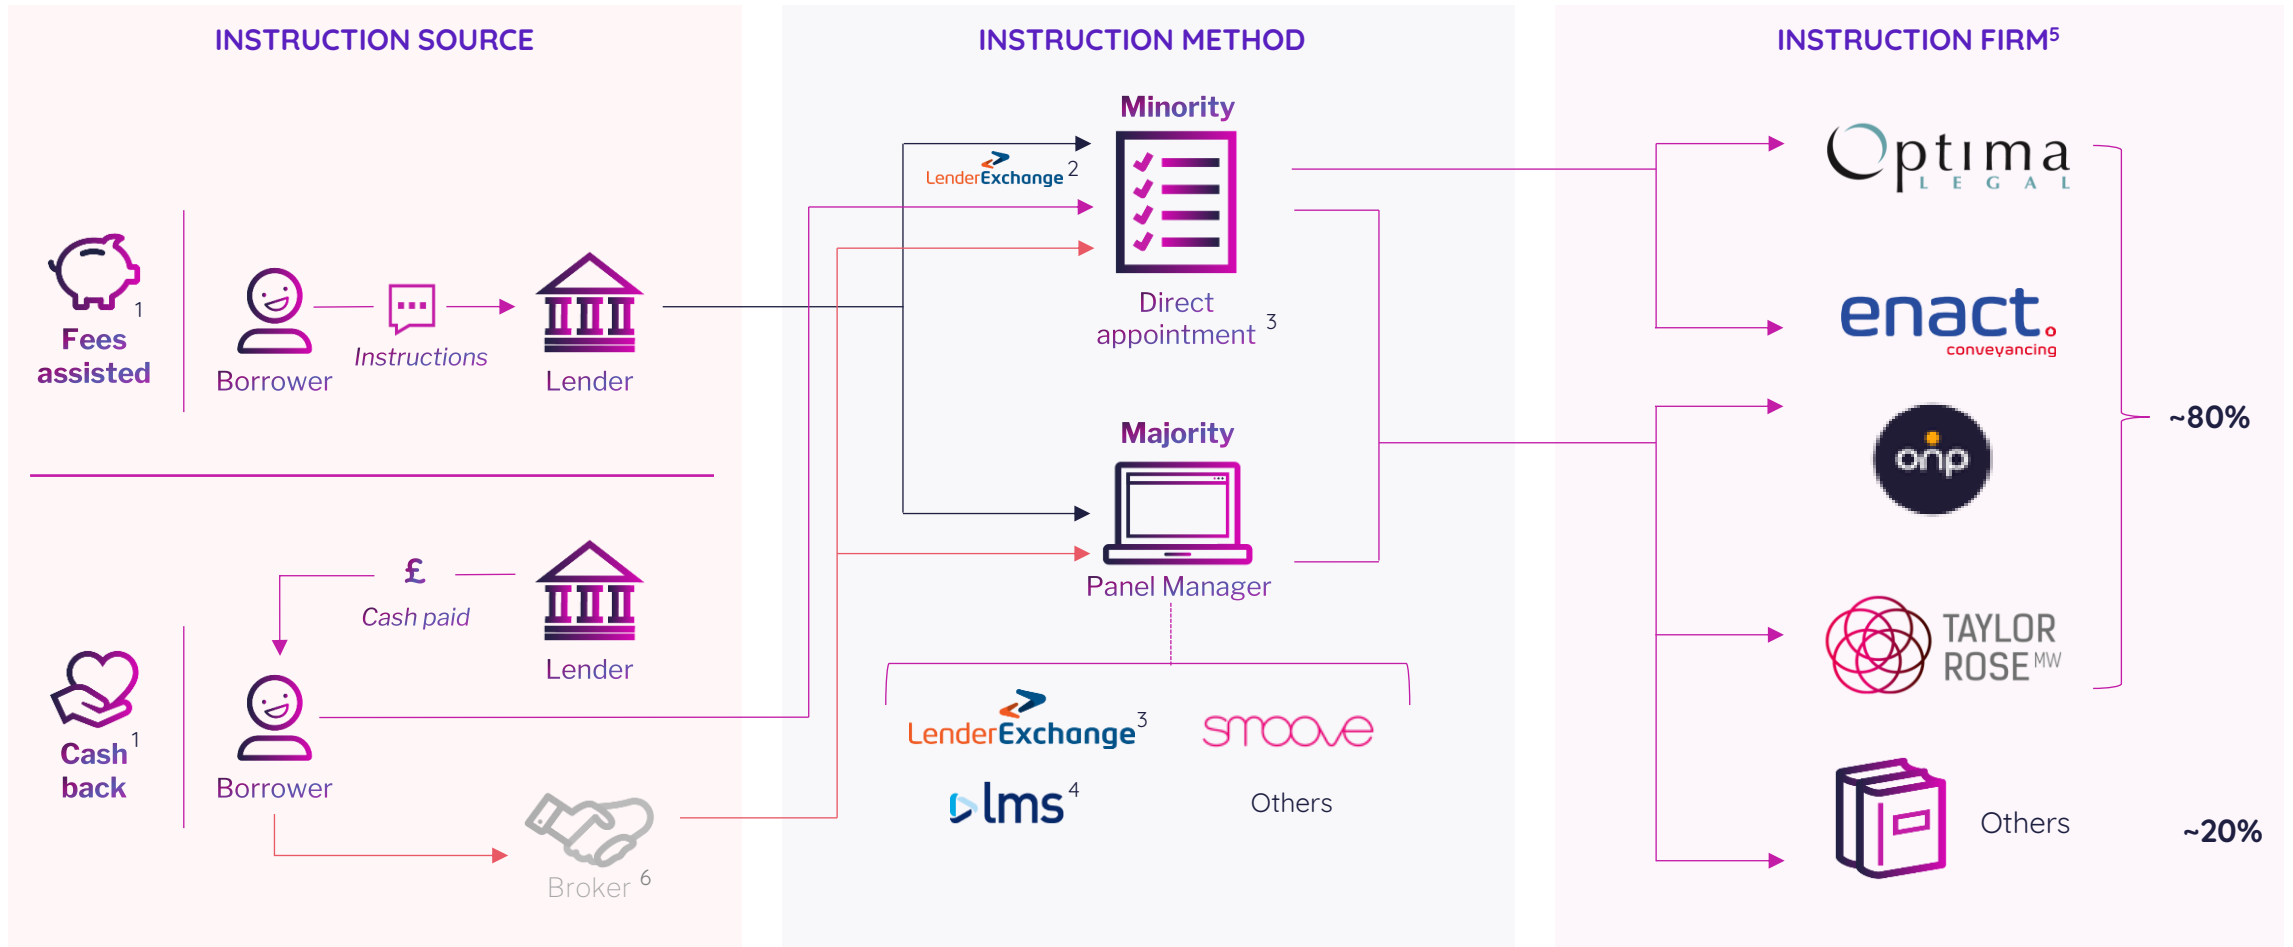 INSTRUCTION SOURCE
1
Fees
assisted
Borrower
Instructions
Lender
£
Cash paid
Lender
1
Cash
back
Borrower
Broker 6
INSTRUCTION METHOD
Minority
LenderExchange 2
Direct
appointment 3
Majority
Panel Manager
LenderExchange 3
smoove
lms 4
Others
INSTRUCTION FIRM5
Optima
LEGAL
enact.
conveyancing
onp
TAYLOR
ROSE MW
~80%
Others
~20%